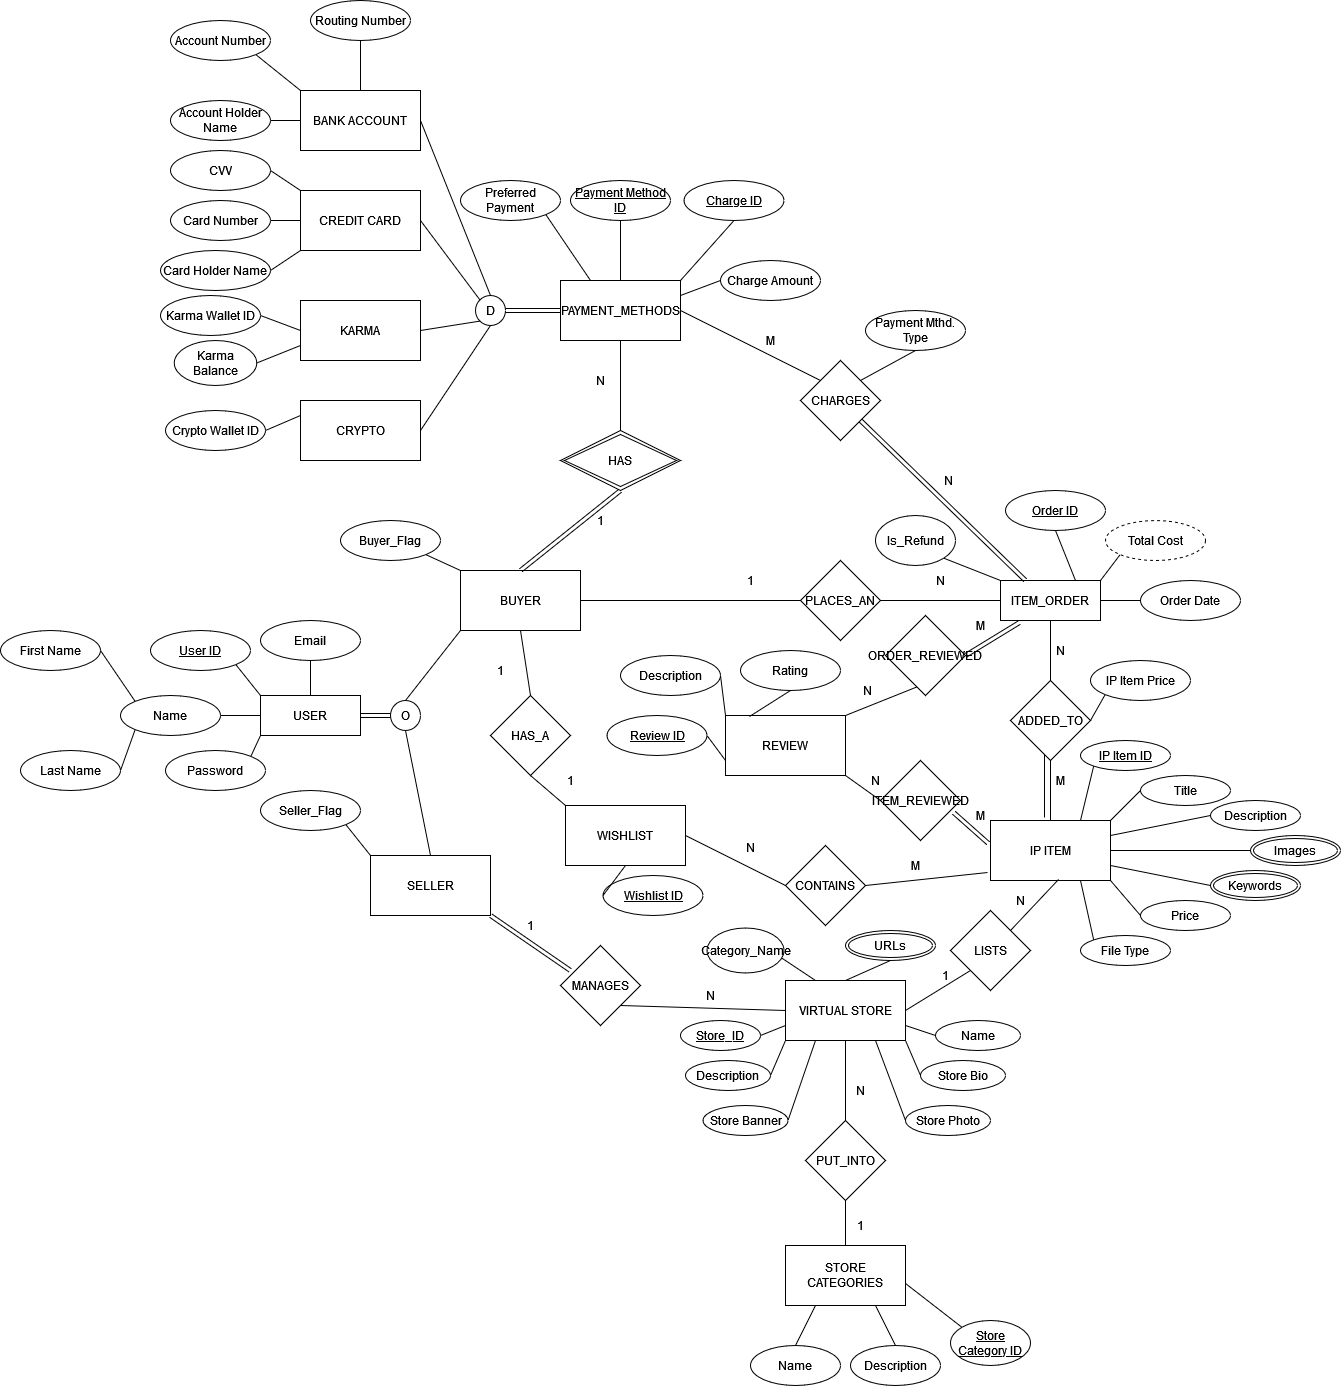 Routing Number
Account Number
Account Holder
Name
BANK ACCOUNT
CVV
Card Number
CREDIT CARD
Card Holder Name
Preferred
Payment
Payment Method
ID
Charge ID
Charge Amount
Karma Wallet ID
KARMA
Karma
Balance
D
PAYMENT_METHODS
M
Payment Mthd.
Type
CHARGES
N
Crypto Wallet ID
CRYPTO
HAS
N
1
Buyer_Flag
Is_Refund
Order ID
Total Cost
BUYER
1
PLACES_AN
N
ITEM_ORDER
Order Date
First Name
User ID
Email
Name
USER
O
Last Name
Password
1
HAS_A
1
Description
Rating
ORDER_REVIEWED
M
N
Review ID
REVIEW
N
ADDED_TO
IP Item Price
M
IP Item ID
Title
Description
N
ITEM_REVIEWED
M
IP ITEM
Images
Keywords
Price
File Type
Seller_Flag
SELLER
WISHLIST
Wishlist ID
N
CONTAINS
M
N
LISTS
1
1
MANAGES
N
Category_Name
URLs
VIRTUAL STORE
Store_ID
Name
Description
Store Bio
Store Banner
Store Photo
N
PUT_INTO
1
STORE
CATEGORIES
Name
Description
Store
Category ID